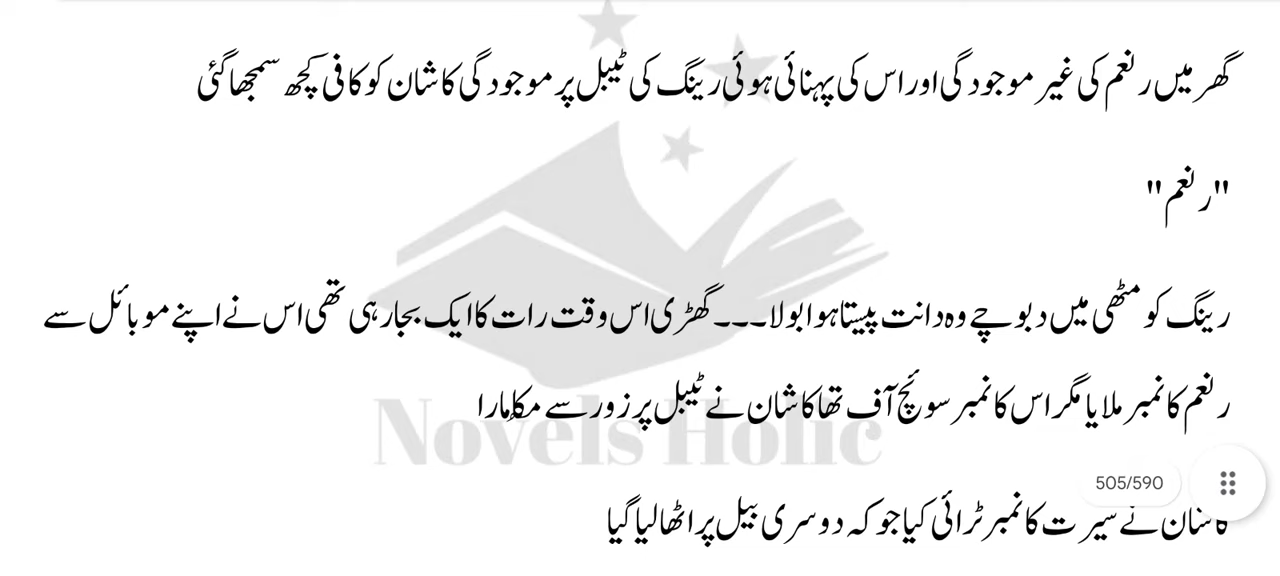 گھر میں رنعم کی غیر موجودگی اور اس کی پہنائی ہوئی رینگ کی ٹیبل پر موجودگی کاشان کو کافی کچھ سمجھا گئی
"رنعم"
رینگ کو مٹھی میں دبوچے وہ دانت پیستا ہوا بولا۔۔۔ گھڑی اس وقت رات کا ایک بجا رہی تھی اس نے اپنے موبائل سے
رنعم کا نمبر ملایا مگر اس کا نمبر سوئچ آف تھا کاشان نے ٹیبل پر زور سے مکا مارا
Novels Holic
505/590
کاشان نے سیرت کا نمبر ٹرائی کیا جو کہ دوسری بیل پر اٹھا لیا گیا